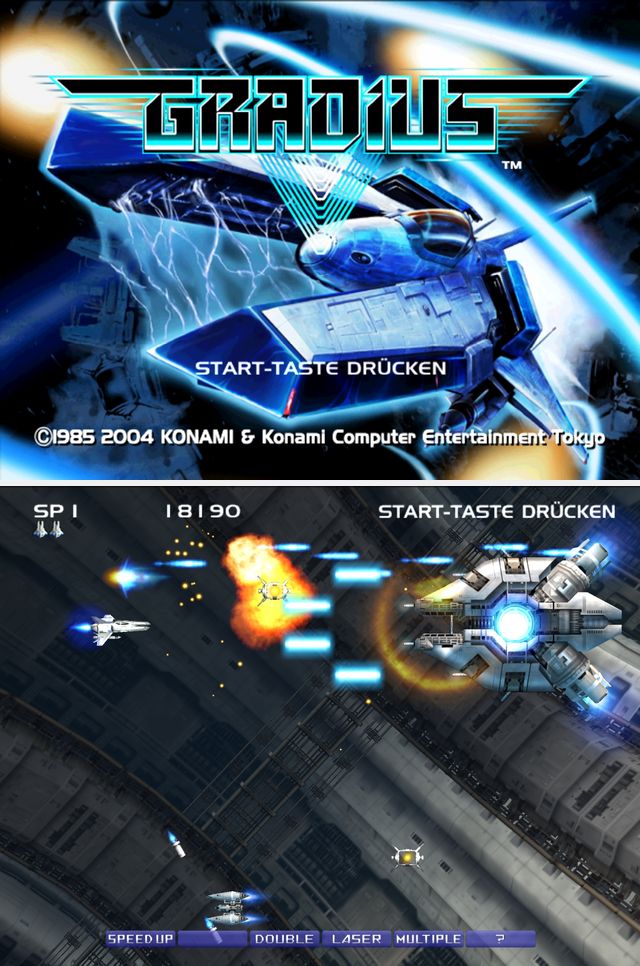 GRADIUS
TM
START-TASTE DRÜCKEN
©1985 2004 KONAMI & Konami Computer Entertainment Tokyo
SP 1 18190 START-TASTE DRÜCKEN
SPEED UP DOUBLE LASER MULTIPLE ?